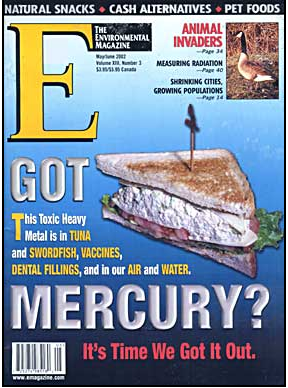 NATURAL SNACKS • CASH ALTERNATIVES • PET FOODS
E
THE ENVIRONMENTAL
MAGAZINE
May/June 2002
Volume XIII, Number 3
$3.95/$5.95 Canada
ANIMAL
INVADERS
—Page 34
MEASURING RADIATION
—Page 40
SHRINKING CITIES,
GROWING POPULATIONS
—Page 14
GOT
This Toxic Heavy
Metal is in TUNA
and SWORDFISH, VACCINES,
DENTAL FILLINGS, and in our AIR and WATER.
MERCURY?
It's Time We Got It Out.
www.emagazine.com